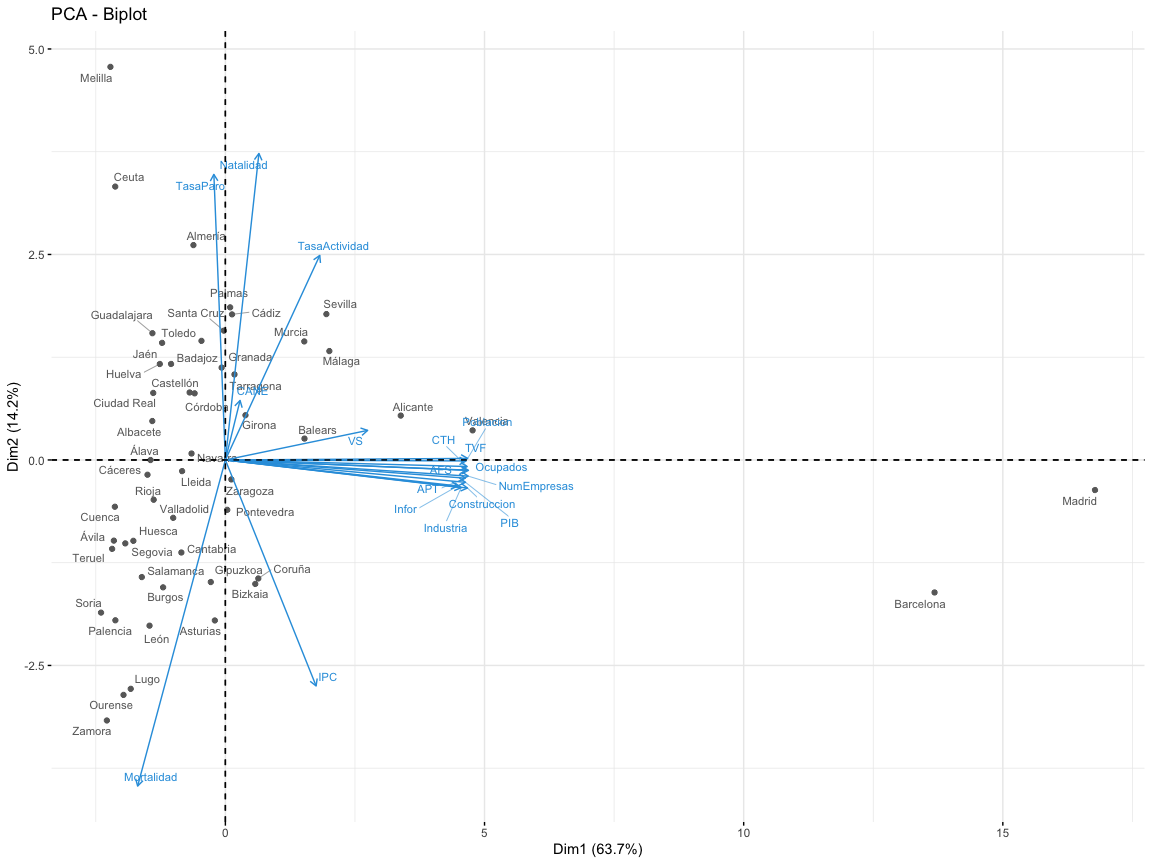 PCA - Biplot
5.0
Melilla
Natalidad
Ceuta
TasaParo
Almería
TasaActividad
2.5
Palmas
Sevilla
Guadalajara
Santa Cruz
Cádiz
Toledo
Murcia
Jaén
Badajoz
Granada
Málaga
Huelva
Castellón
Tarragona
CANE
Ciudad Real
Córdoba
Alicante
Albacete
Girona
Balears
Valencia
Poblacion
VS
CTH
TVF
Álava
Navarra
0.0
Cáceres
AFS
Ocupados
Lleida
Rioja
Zaragoza
APT
NumEmpresas
Valladolid
Pontevedra
Infor
Construccion
Madrid
Cuenca
Industria
PIB
Ávila
Huesca
Teruel
Segovia
Cantabria
Salamanca
Gipuzkoa
Coruña
Burgos
Bizkaia
Barcelona
Soria
Palencia
León
Asturias
-2.5
Lugo
IPC
Ourense
Zamora
Mortalidad
0
5
10
15
Dim1 (63.7%)
Dim2 (14.2%)